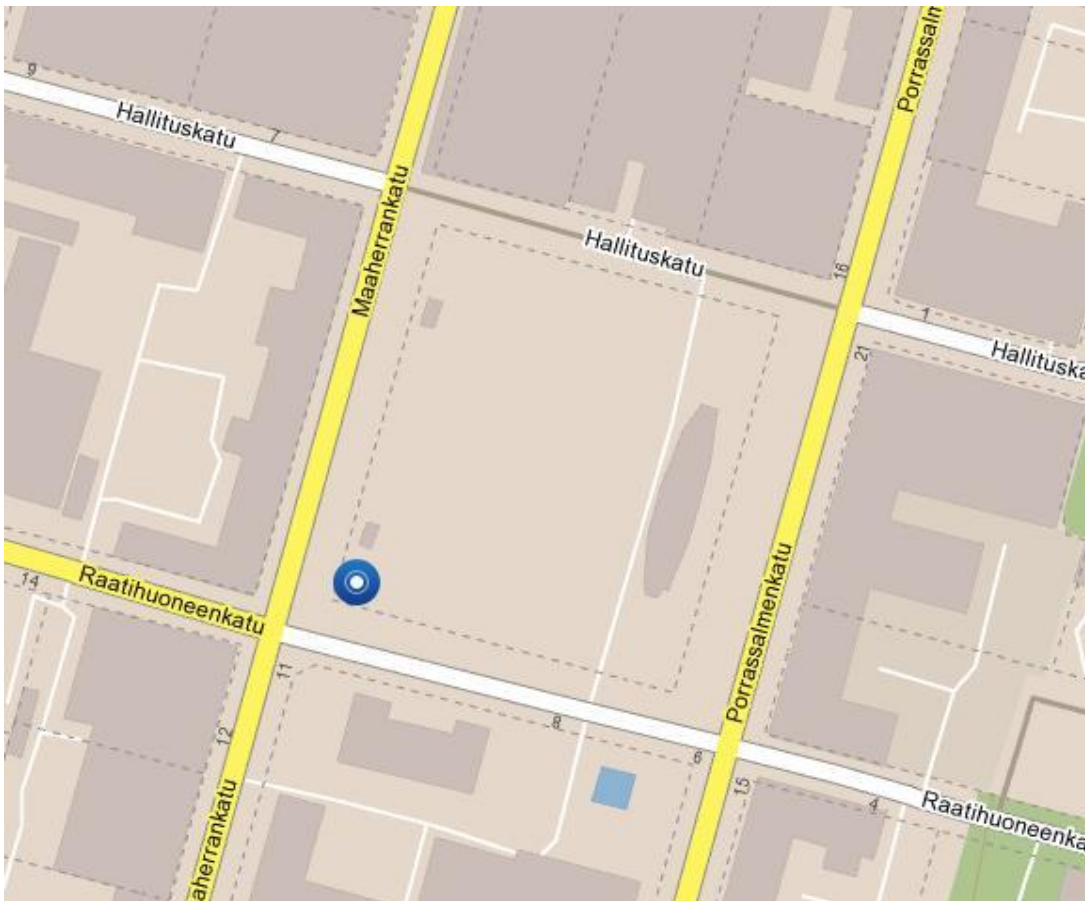 Porrassalm
9
Hallituskatu
7
Maaherrankatu
Hallituskatu
16
1
21
Hallituska
14
Raatihuoneenkatu
11
12
8
6
Porrassalmenkatu
15
4
Raatihuoneenka
aaherrankatu